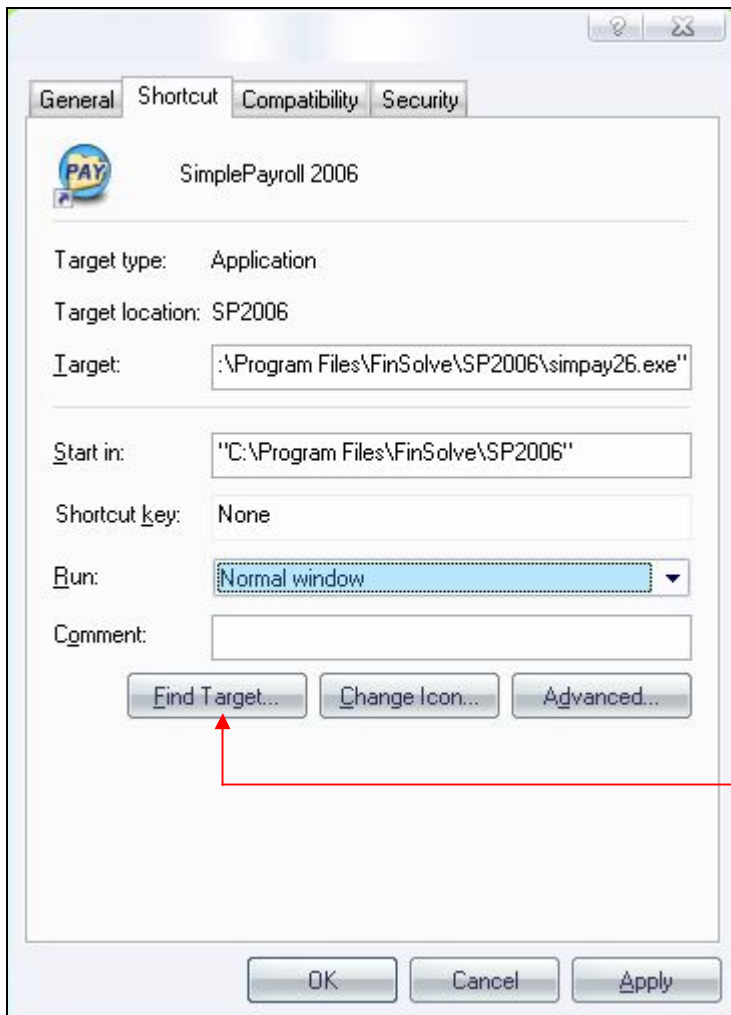 General Shortcut Compatibility Security
PAY
SimplePayroll 2006
Target type: Application
Target location: SP2006
Target: :\Program Files\FinSolve\SP2006\simpay26.exe"
Start in: "C:\Program Files\FinSolve\SP2006"
Shortcut key: None
Run: Normal window
Comment:
Find Target... Change Icon... Advanced...
OK Cancel Apply